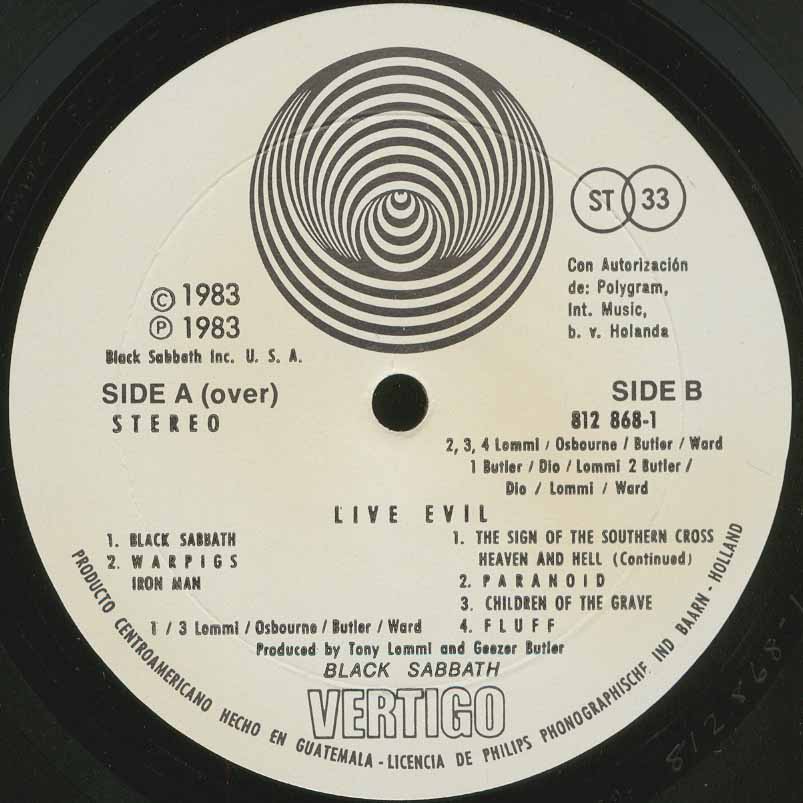 ST 33
Con Autorización
de: Polygram,
Int. Music,
b. v. Holanda
© 1983
℗ 1983
Black Sabbath Inc. U. S. A.
SIDE A (over)
STEREO
SIDE B
812 868-1
2, 3, 4 Lommi / Osbourne / Butler / Ward
1 Butler / Dio / Lommi 2 Butler /
Dio / Lommi / Ward
LIVE EVIL
1. BLACK SABBATH
2. WARPIGS
IRON MAN
1 / 3 Lommi / Osbourne / Butler / Ward
1. THE SIGN OF THE SOUTHERN CROSS
HEAVEN AND HELL (Continued)
2. PARANOID
3. CHILDREN OF THE GRAVE
4. FLUFF
Produced by Tony Lommi and Geezer Butler
BLACK SABBATH
VERTIGO
PRODUCTO CENTROAMERICANO HECHO EN GUATEMALA - LICENCIA DE PHILIPS PHONOGRAPHISCHF IND BAARN - HOLLAND
812 868-1